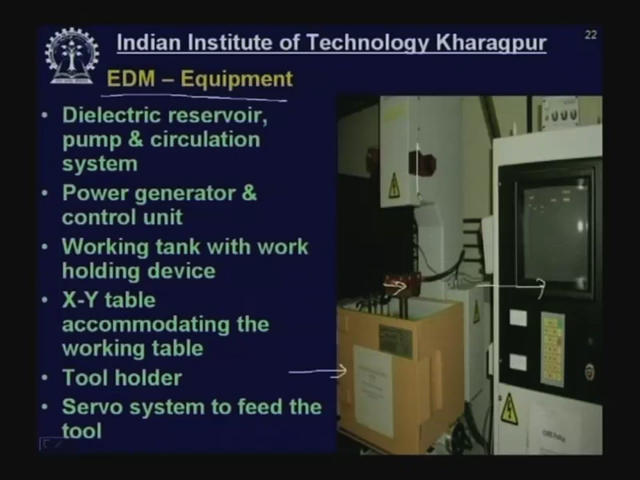 Indian Institute of Technology Kharagpur
22
EDM – Equipment
• Dielectric reservoir,
pump & circulation
system
• Power generator &
control unit
• Working tank with work
holding device
• X-Y table
accommodating the
working table
• Tool holder
• Servo system to feed the
tool